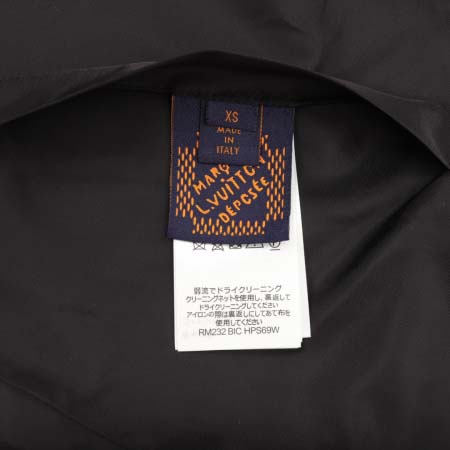 XS
MADE
IN
ITALY
MARQ
L.VUITTON
DÉPOSÉE
弱流でドライクリーニング
クリーニングネットを使用し、裏返して
ドライクリーニングしてください
アイロンの際は裏返しにしてあて布を
使用してください
RM232 BIC HPS69W